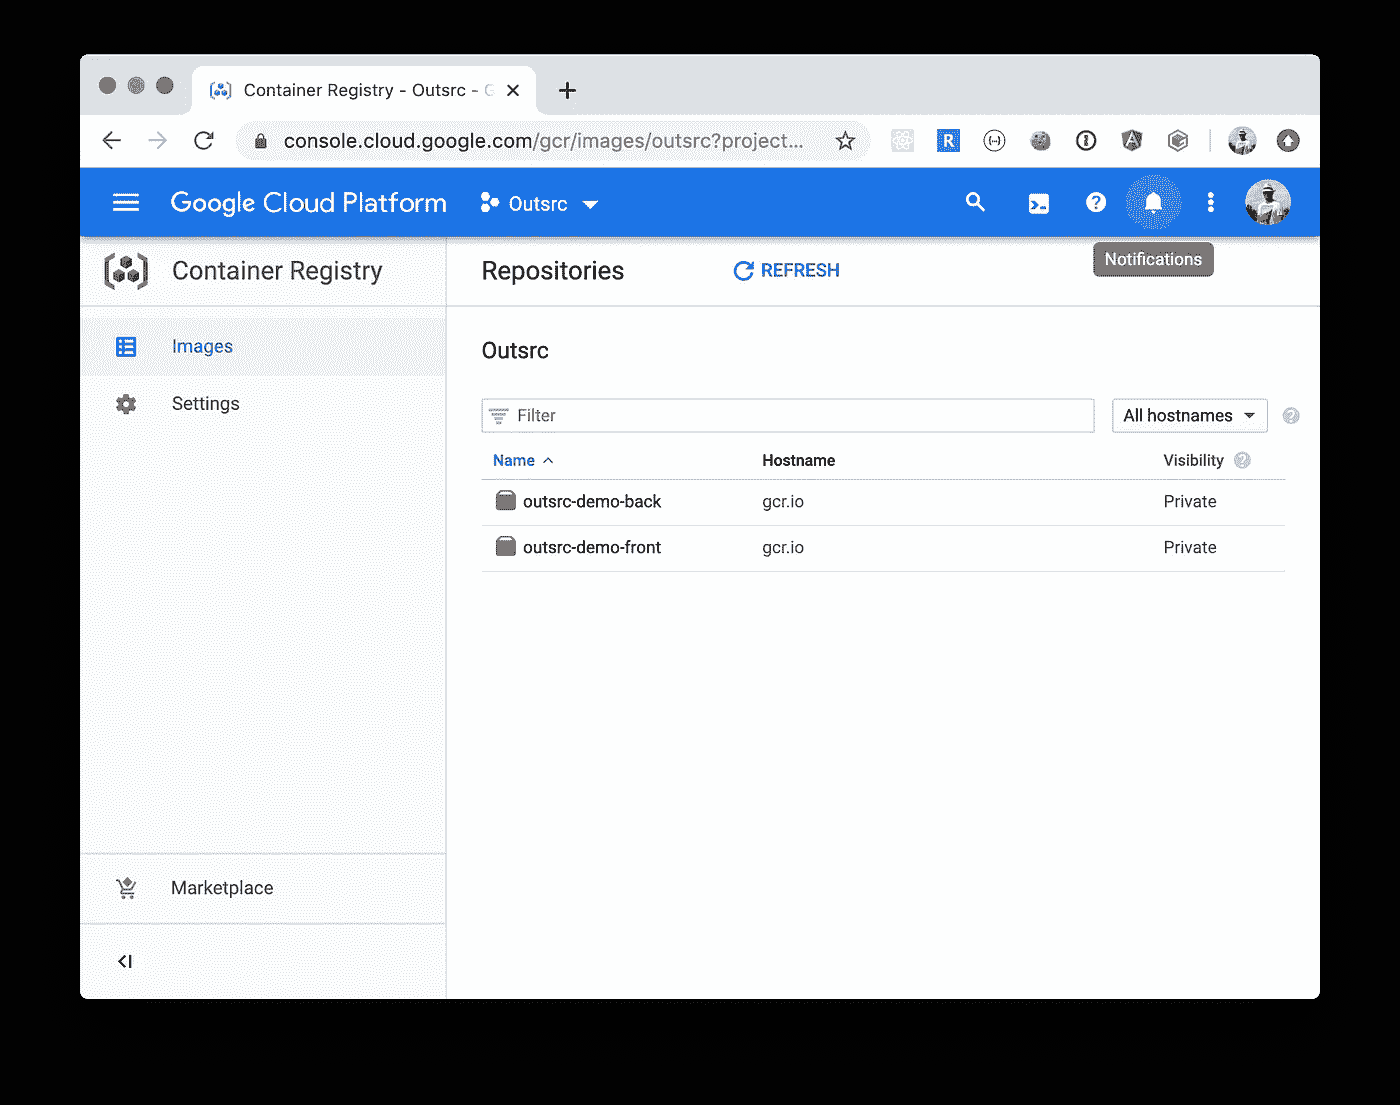 Container Registry - Outsrc - G
console.cloud.google.com/gcr/images/outsrc?project...
R
Google Cloud Platform
Outsrc
Notifications
Container Registry
Repositories
REFRESH
Images
Settings
Outsrc
Filter
All hostnames
Name
Hostname
Visibility
outsrc-demo-back
gcr.io
Private
outsrc-demo-front
gcr.io
Private
Marketplace